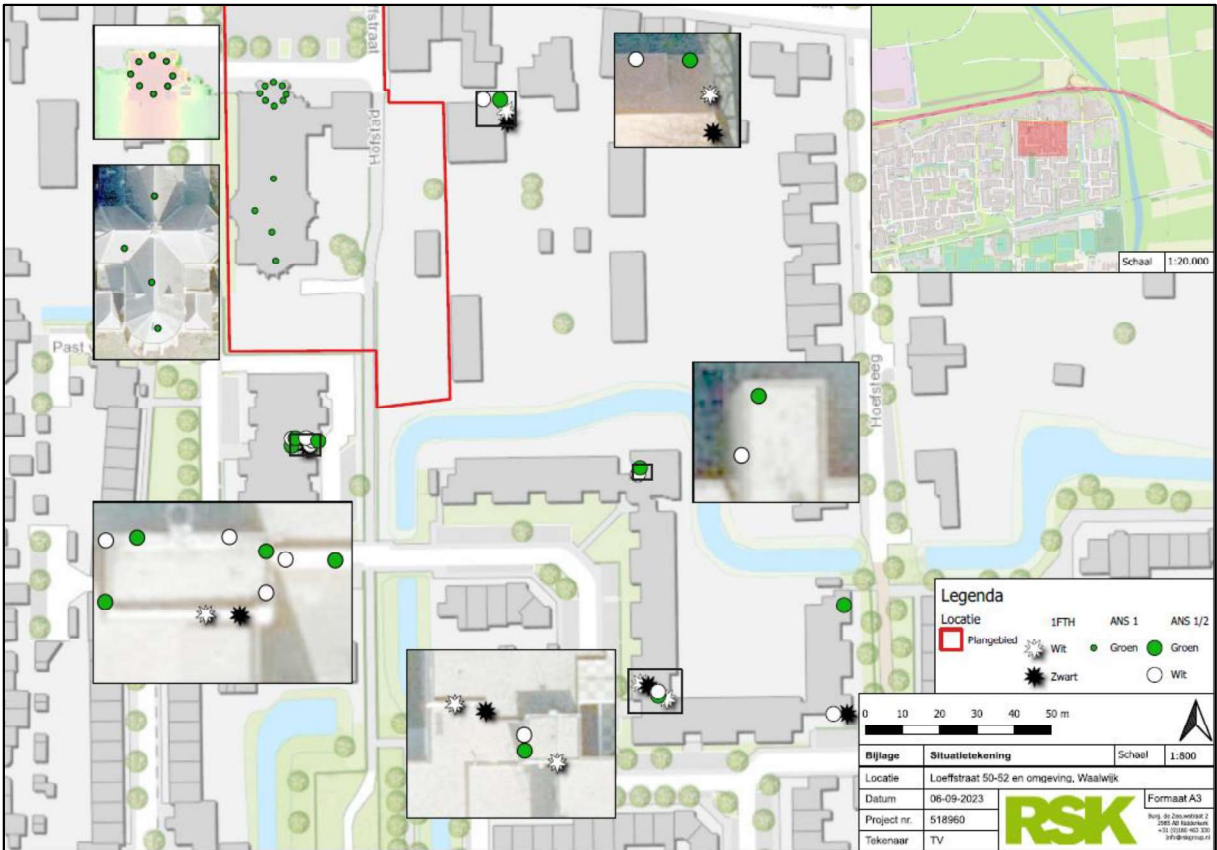 Loeffstraat
Hofstad
Past
Hoefsteeg
Schaal 1:20.000
Legenda
Locatie 1FTH ANS 1 ANS 1/2
Plangebied Wit Groen Groen
Zwart Wit
0 10 20 30 40 50 m
Bijlage Situatietekening Schaal 1:800
Locatie Loeffstraat 50-52 en omgeving, Waalwijk
Datum 06-09-2023
Project nr. 518960
Tekenaar TV
RSK
Formaat A3